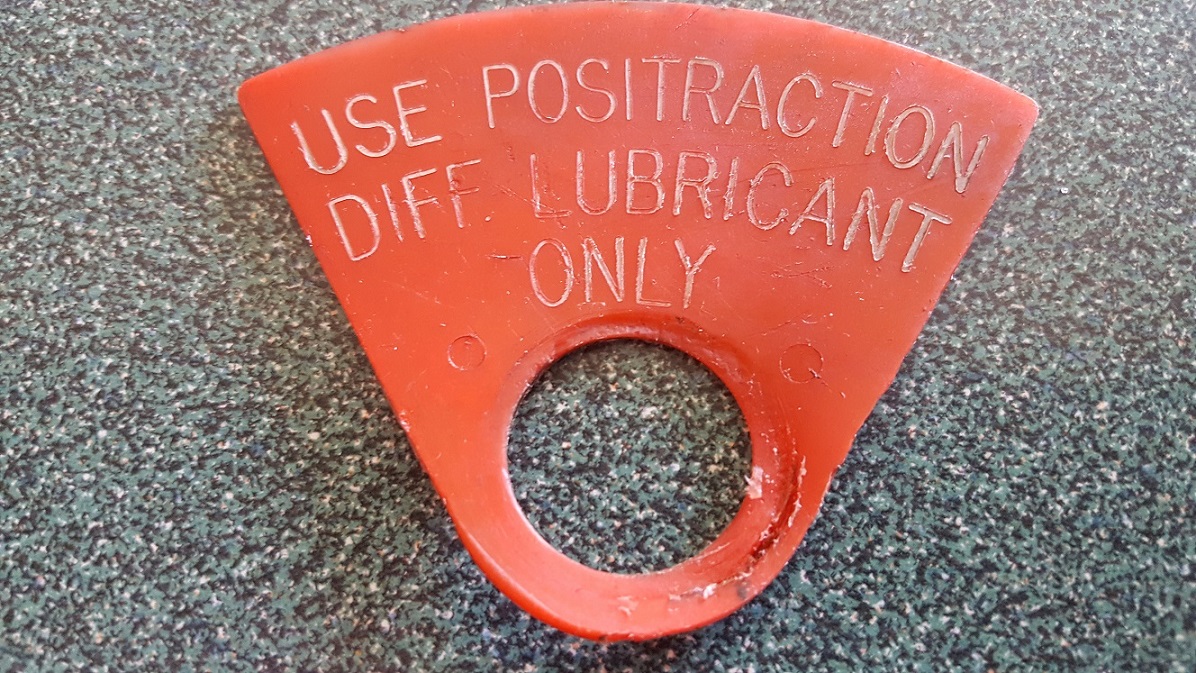 USE POSITRACTION
DIFF LUBRICANT
ONLY